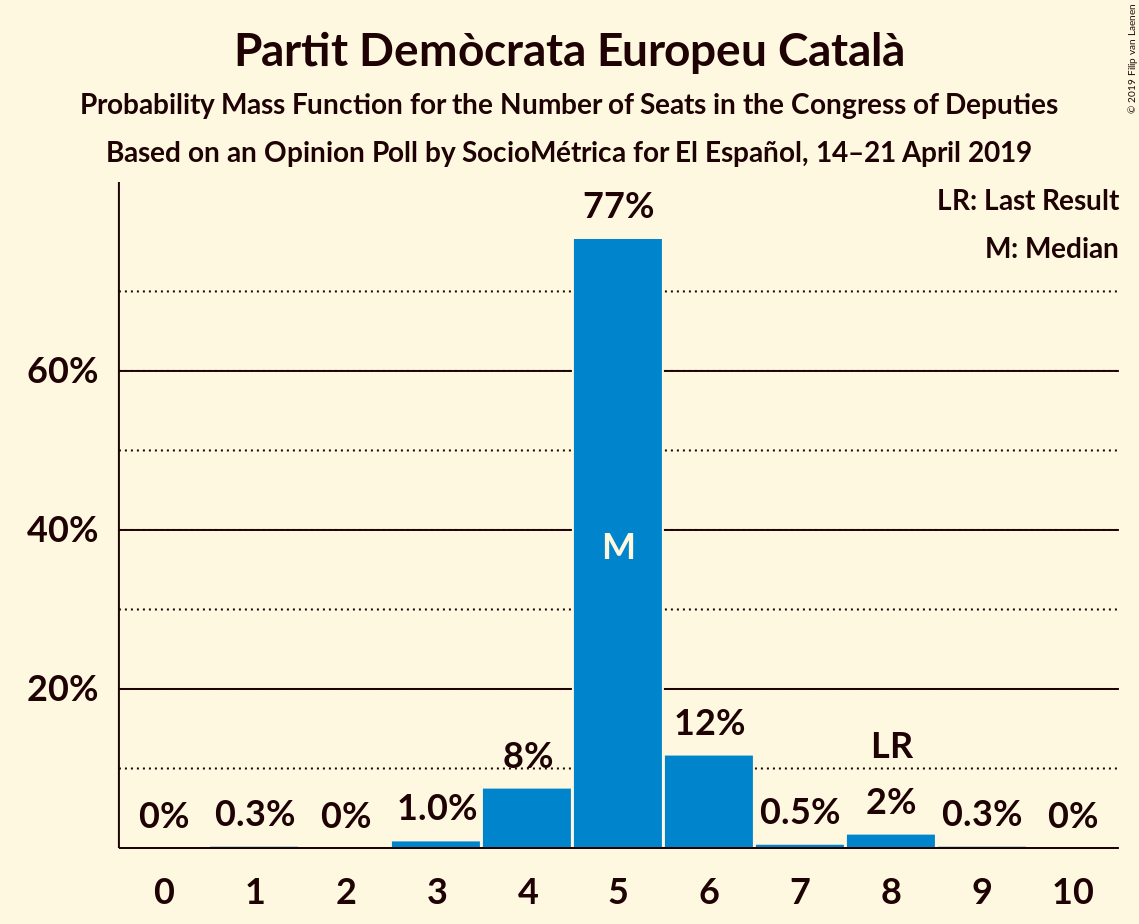 Partit Demòcrata Europeu Català
Probability Mass Function for the Number of Seats in the Congress of Deputies
Based on an Opinion Poll by SocioMétrica for El Español, 14–21 April 2019
© 2019 Filip van Laenen
LR: Last Result
M: Median
77%
60%
40%
M
20%
12%
LR
8%
2%
0%
0.3%
0%
1.0%
0.5%
0.3%
0%
0 1 2 3 4 5 6 7 8 9 10